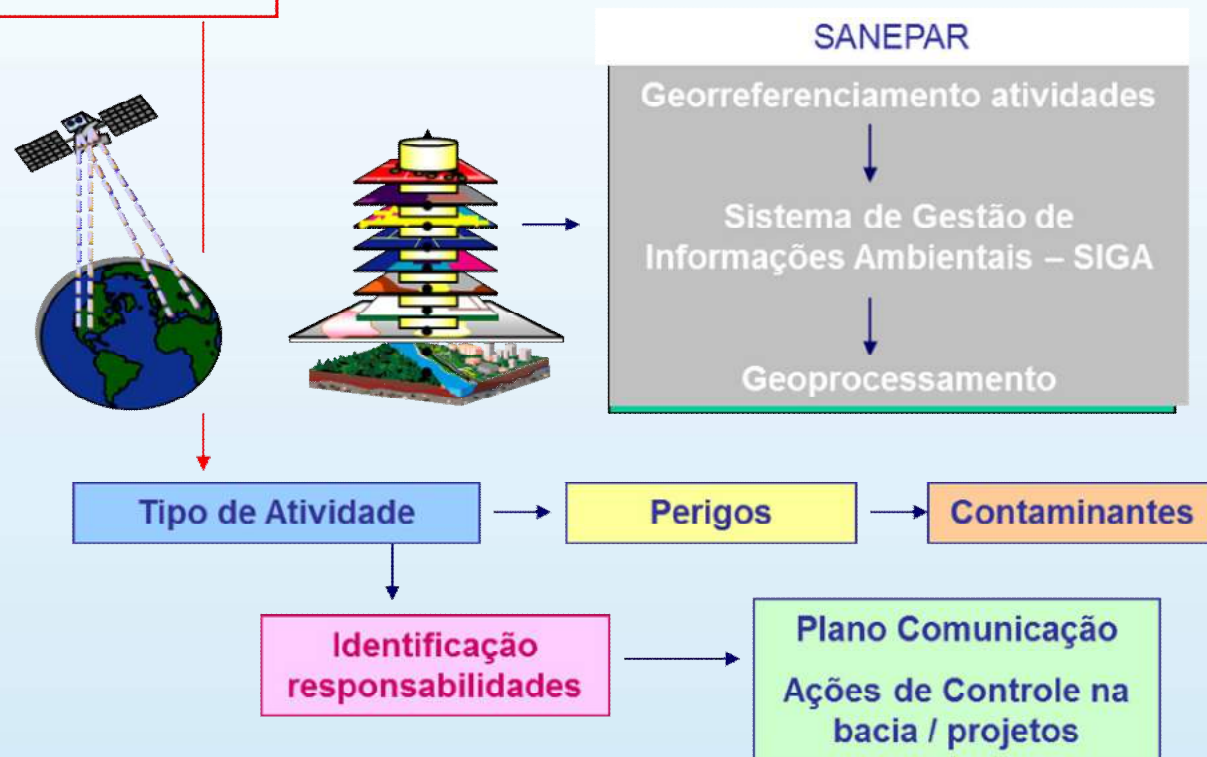 SANEPAR
Georreferenciamento atividades
Sistema de Gestão de
Informações Ambientais – SIGA
Geoprocessamento
Tipo de Atividade
Perigos
Contaminantes
Identificação
responsabilidades
Plano Comunicação
Ações de Controle na
bacia / projetos